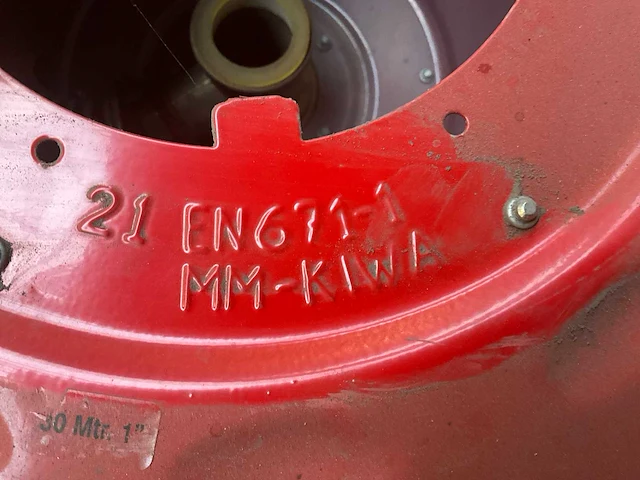 21 EN671-1
MM-KIWA
30 Mtr. 1"